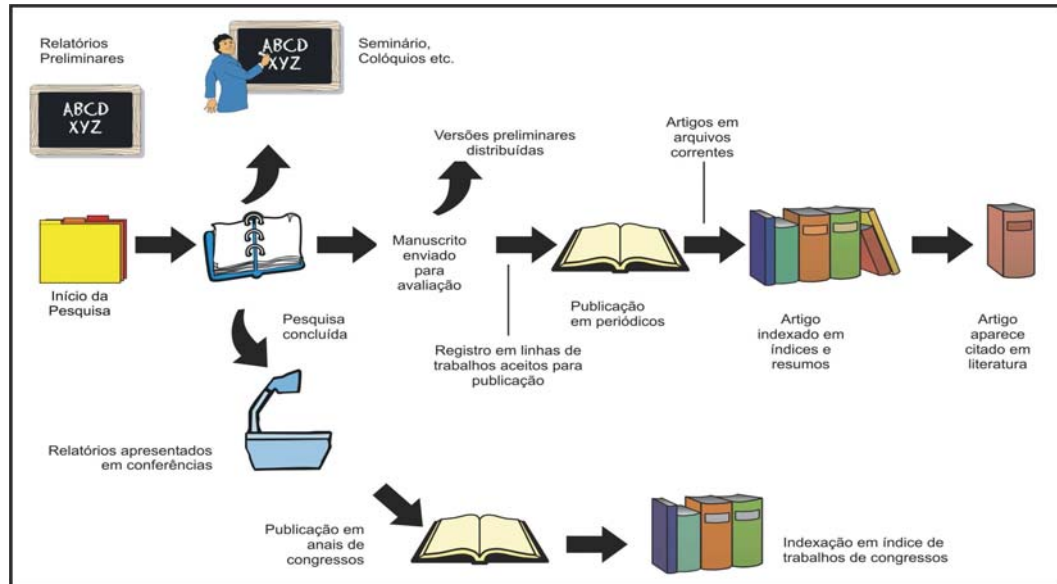 Relatórios
Preliminares
ABCD
XYZ
ABCD
XYZ
Seminário,
Colóquios etc.
Versões preliminares
distribuídas
Artigos em
arquivos
correntes
Início da
Pesquisa
Pesquisa
concluída
Manuscrito
enviado
para
avaliação
Registro em linhas de
trabalhos aceitos para
publicação
Publicação
em periódicos
Artigo
indexado em
índices e
resumos
Artigo
aparece
citado em
literatura
Relatórios apresentados
em conferências
Publicação em
anais de
congressos
Indexação em índice de
trabalhos de congressos